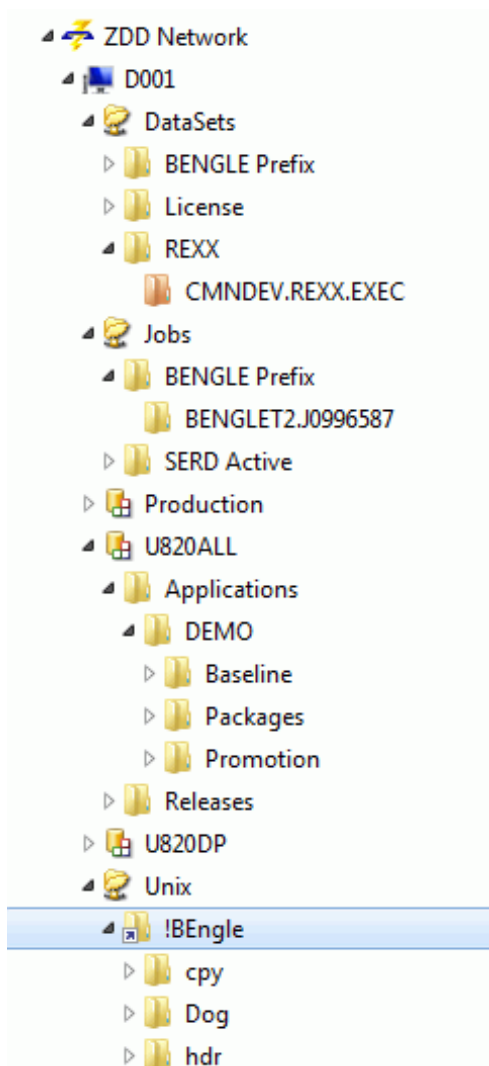 ZDD Network
D001
DataSets
BENGLE Prefix
License
REXX
CMNDEV.REXX.EXEC
Jobs
BENGLE Prefix
BENGLET2.J0996587
SERD Active
Production
U820ALL
Applications
DEMO
Baseline
Packages
Promotion
Releases
U820DP
Unix
!BEngle
cpy
Dog
hdr